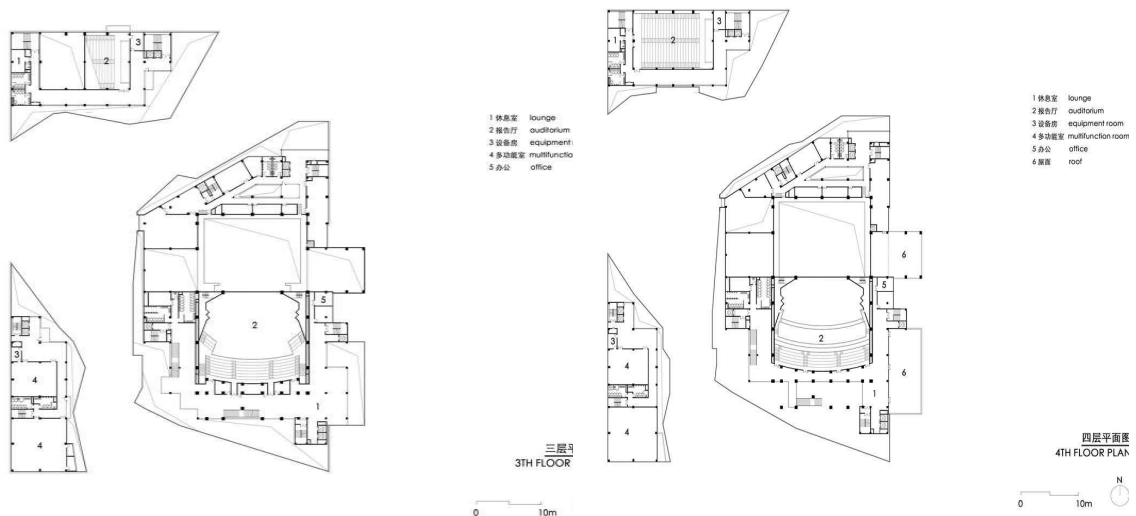 1 休息室 lounge
2 报告厅 auditorium
3 设备房 equipment
4 多功能室 multifunctio
5 办公 office
1
2
3
3
4
4
2
5
1
三层平
3TH FLOOR
0 10m
1 休息室 lounge
2 报告厅 auditorium
3 设备房 equipment room
4 多功能室 multifunction room
5 办公 office
6 屋面 roof
1
2
3
6
5
3
4
4
2
6
1
四层平面图
4TH FLOOR PLAN
N
0 10m